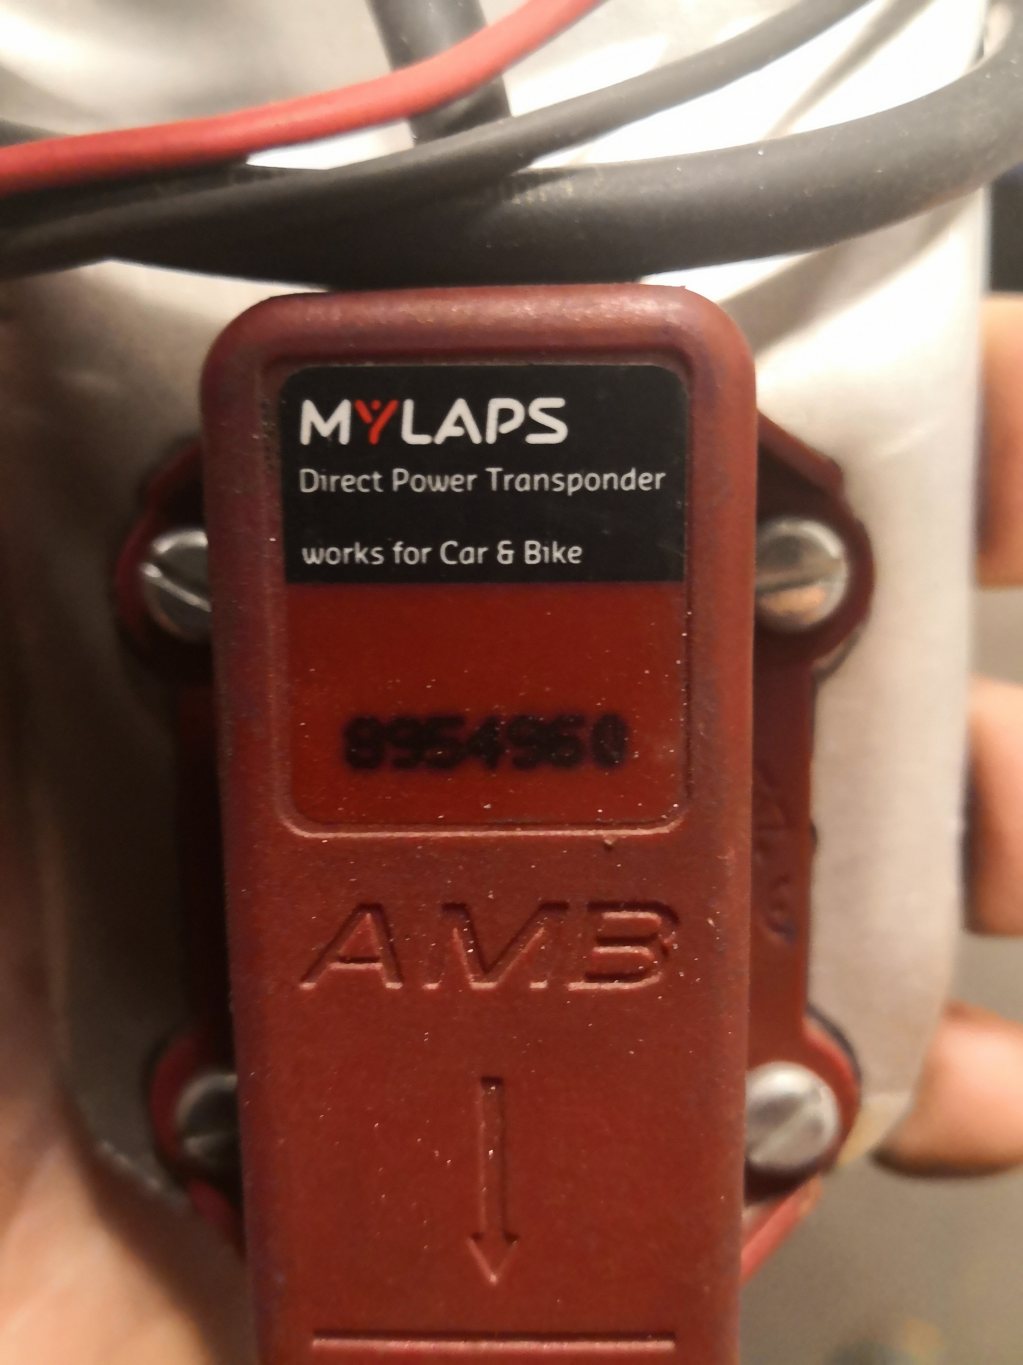 MYLAPS
Direct Power Transponder
works for Car & Bike
8954960
AMB